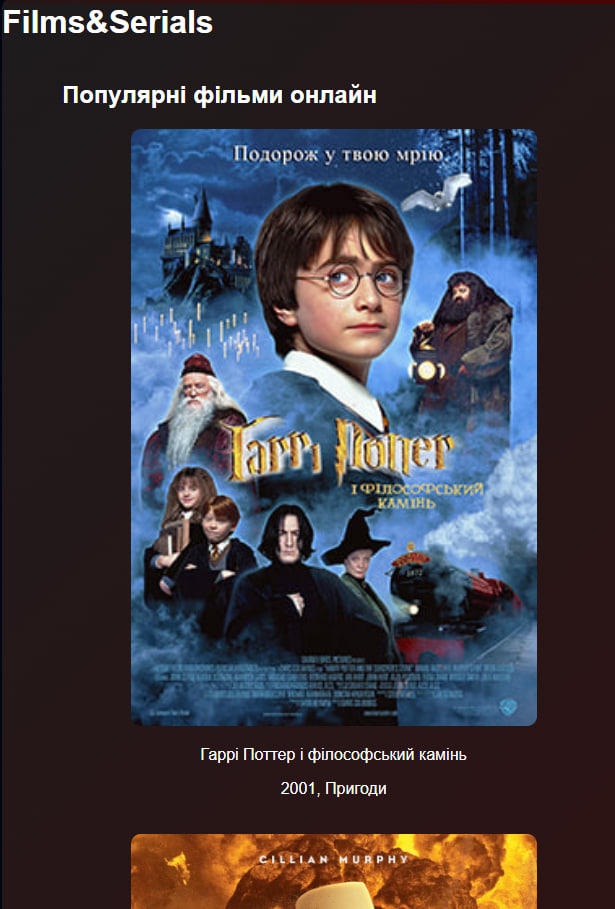 Films&Serials
Популярні фільми онлайн
Подорож у твою мрію.
Гаррі Поттер
і філософський
камінь
Гаррі Поттер і філософський камінь
2001, Пригоди
CILLIAN MURPHY